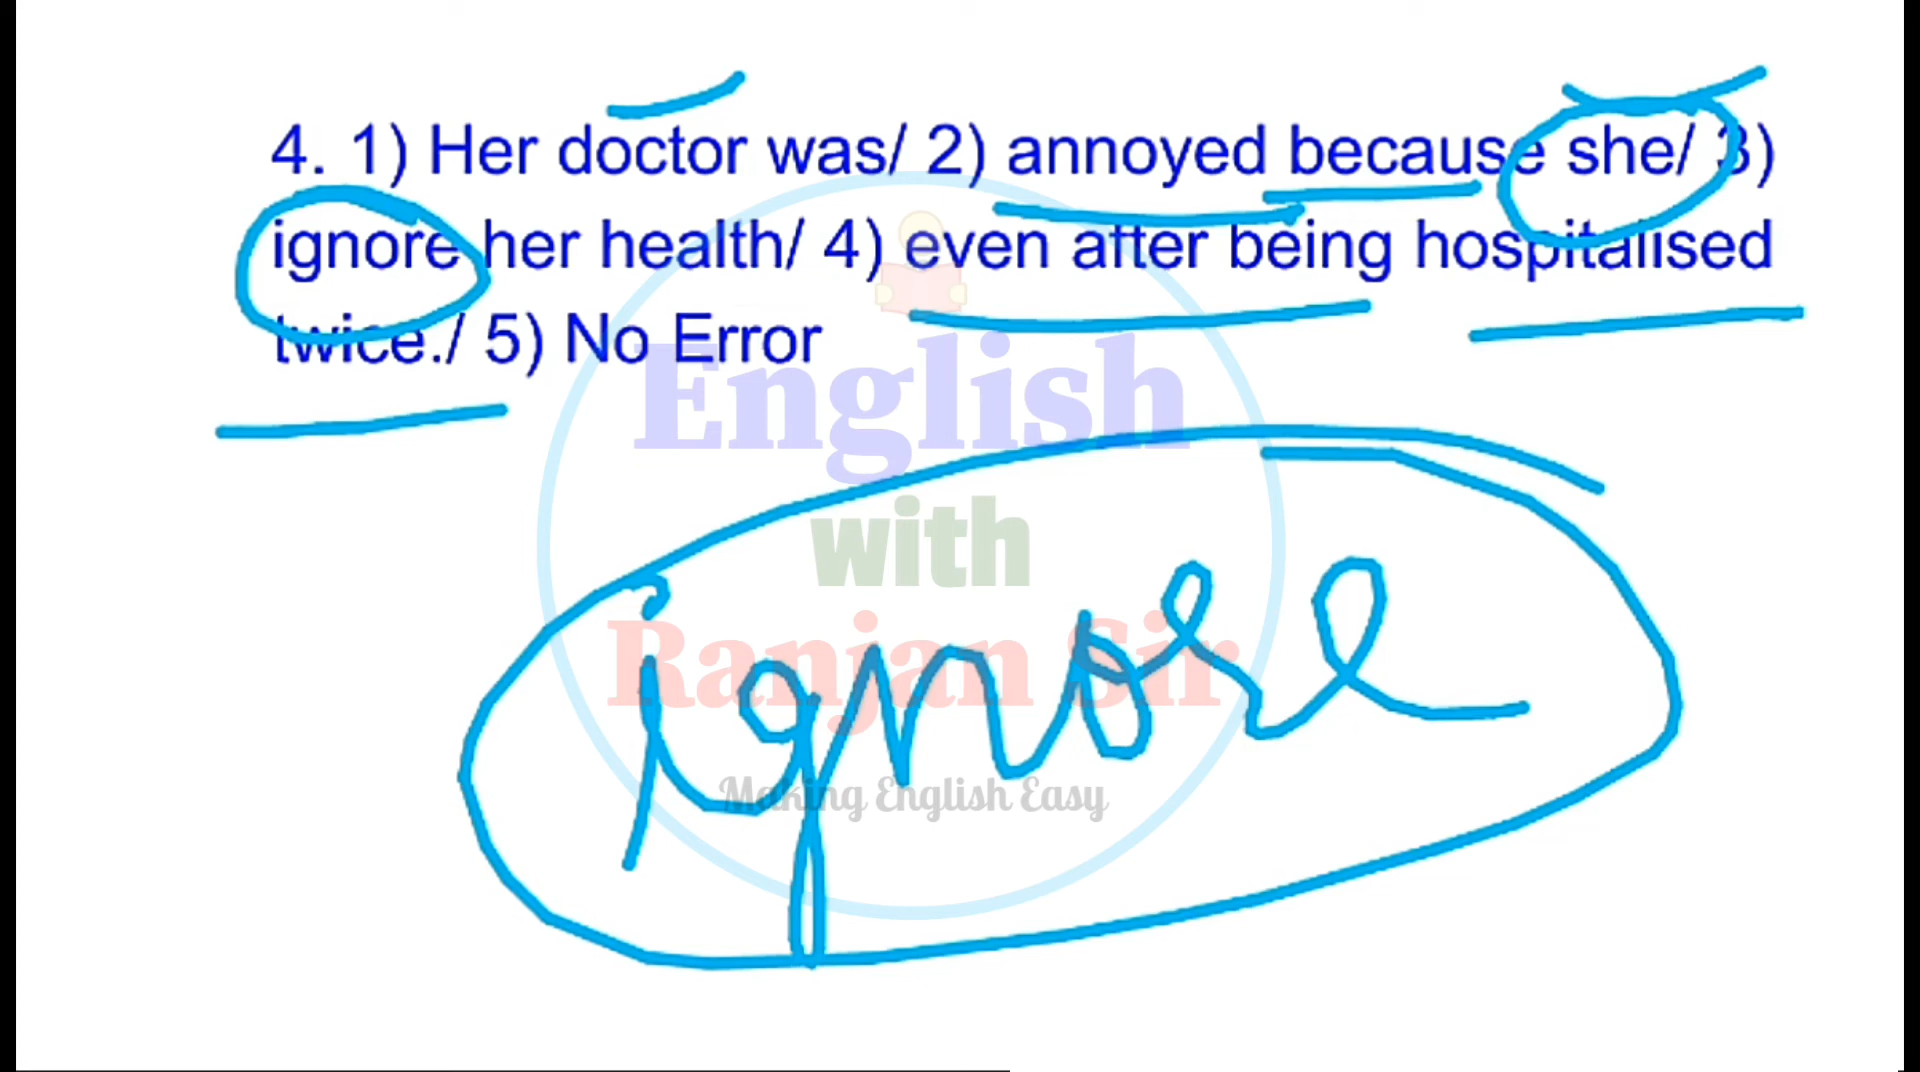 4. 1) Her doctor was/ 2) annoyed because she/ 3)
ignore her health/ 4) even after being hospitalised
twice./ 5) No Error
English
with
Ranjan Sir
ignore
Making English Easy